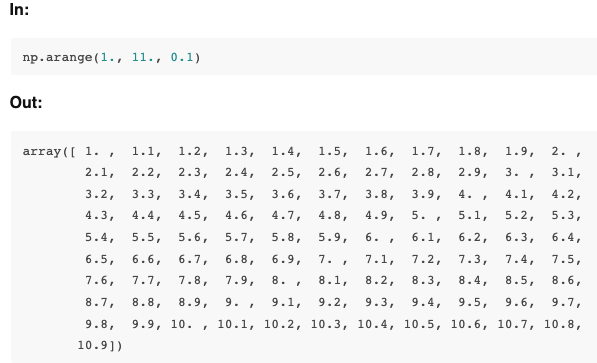 In:
np.arange(1., 11., 0.1)
Out:
array([ 1. ,  1.1,  1.2,  1.3,  1.4,  1.5,  1.6,  1.7,  1.8,  1.9,  2. ,
        2.1,  2.2,  2.3,  2.4,  2.5,  2.6,  2.7,  2.8,  2.9,  3. ,  3.1,
        3.2,  3.3,  3.4,  3.5,  3.6,  3.7,  3.8,  3.9,  4. ,  4.1,  4.2,
        4.3,  4.4,  4.5,  4.6,  4.7,  4.8,  4.9,  5. ,  5.1,  5.2,  5.3,
        5.4,  5.5,  5.6,  5.7,  5.8,  5.9,  6. ,  6.1,  6.2,  6.3,  6.4,
        6.5,  6.6,  6.7,  6.8,  6.9,  7. ,  7.1,  7.2,  7.3,  7.4,  7.5,
        7.6,  7.7,  7.8,  7.9,  8. ,  8.1,  8.2,  8.3,  8.4,  8.5,  8.6,
        8.7,  8.8,  8.9,  9. ,  9.1,  9.2,  9.3,  9.4,  9.5,  9.6,  9.7,
        9.8,  9.9, 10. , 10.1, 10.2, 10.3, 10.4, 10.5, 10.6, 10.7, 10.8,
       10.9])